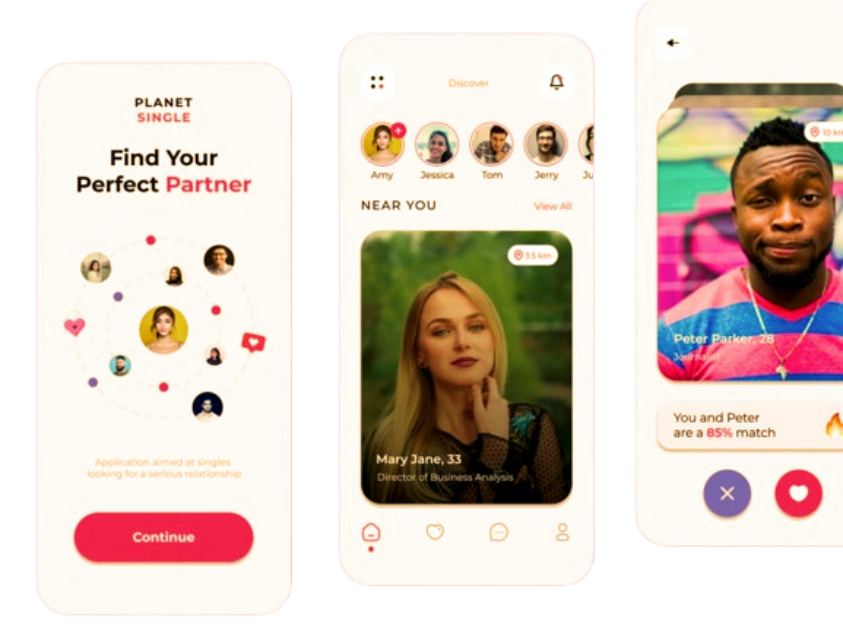 PLANET
SINGLE
Find Your
Perfect Partner
Application aimed at singles
looking for a serious relationship
Continue
Discover
Amy
Jessica
Tom
Jerry
Ju
NEAR YOU
View All
3.5 km
Mary Jane, 33
Director of Business Analysis
10 km
Peter Parker, 28
Journalist
You and Peter
are a 85% match